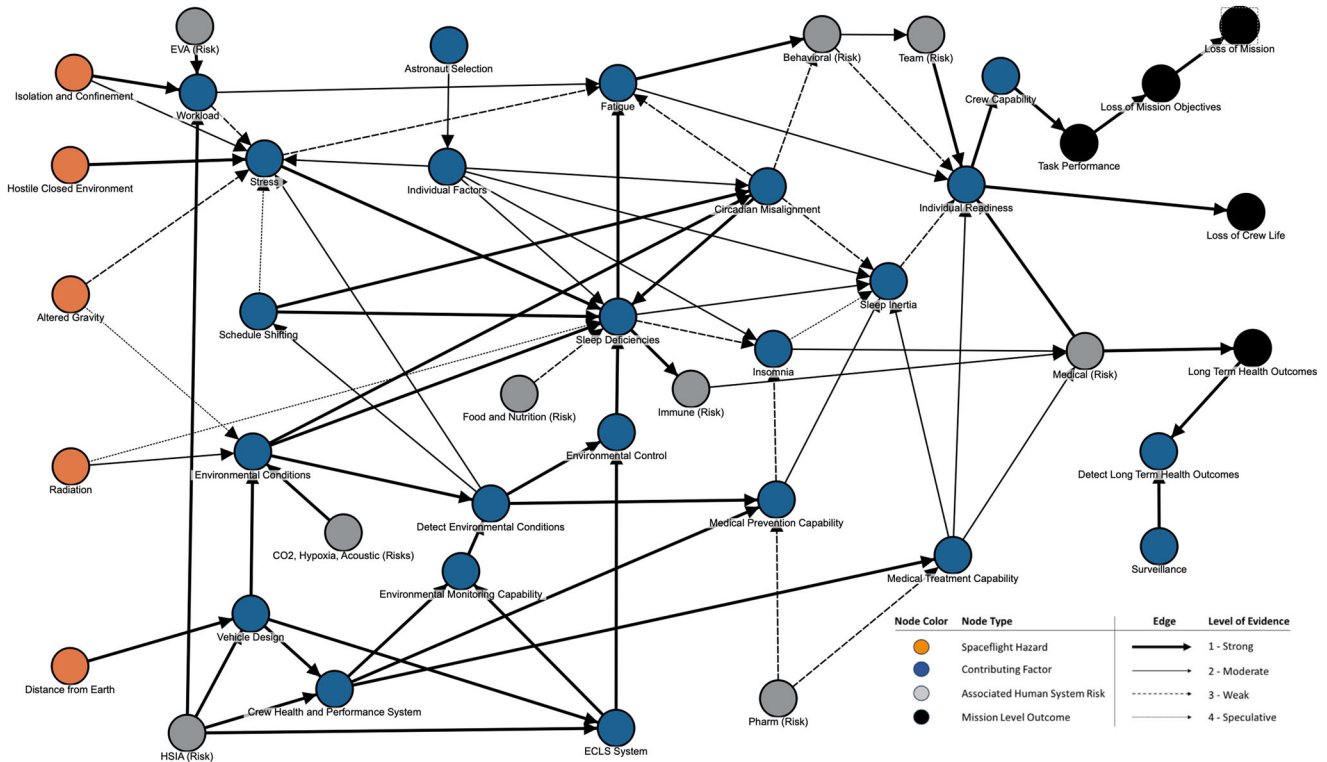 Loss of Mission
EVA (Risk)
Behavioral (Risk)
Team (Risk)
Astronaut Selection
Isolation and Confinement
Workload
Fatigue
Crew Capability
Loss of Mission Objectives
Task Performance
Hostile Closed Environment
Stress
Individual Factors
Circadian Misalignment
Individual Readiness
Loss of Crew Life
Altered Gravity
Schedule Shifting
Sleep Deficiencies
Sleep Inertia
Insomnia
Medical (Risk)
Long Term Health Outcomes
Food and Nutrition (Risk)
Immune (Risk)
Radiation
Environmental Conditions
Environmental Control
Detect Long Term Health Outcomes
Detect Environmental Conditions
Medical Prevention Capability
CO2, Hypoxia, Acoustic (Risks)
Environmental Monitoring Capability
Medical Treatment Capability
Surveillance
Vehicle Design
Distance from Earth
Crew Health and Performance System
Pharm (Risk)
HSIA (Risk)
ECLS System
Node Color Node Type Edge Level of Evidence
Spaceflight Hazard 1 - Strong
Contributing Factor 2 - Moderate
Associated Human System Risk 3 - Weak
Mission Level Outcome 4 - Speculative